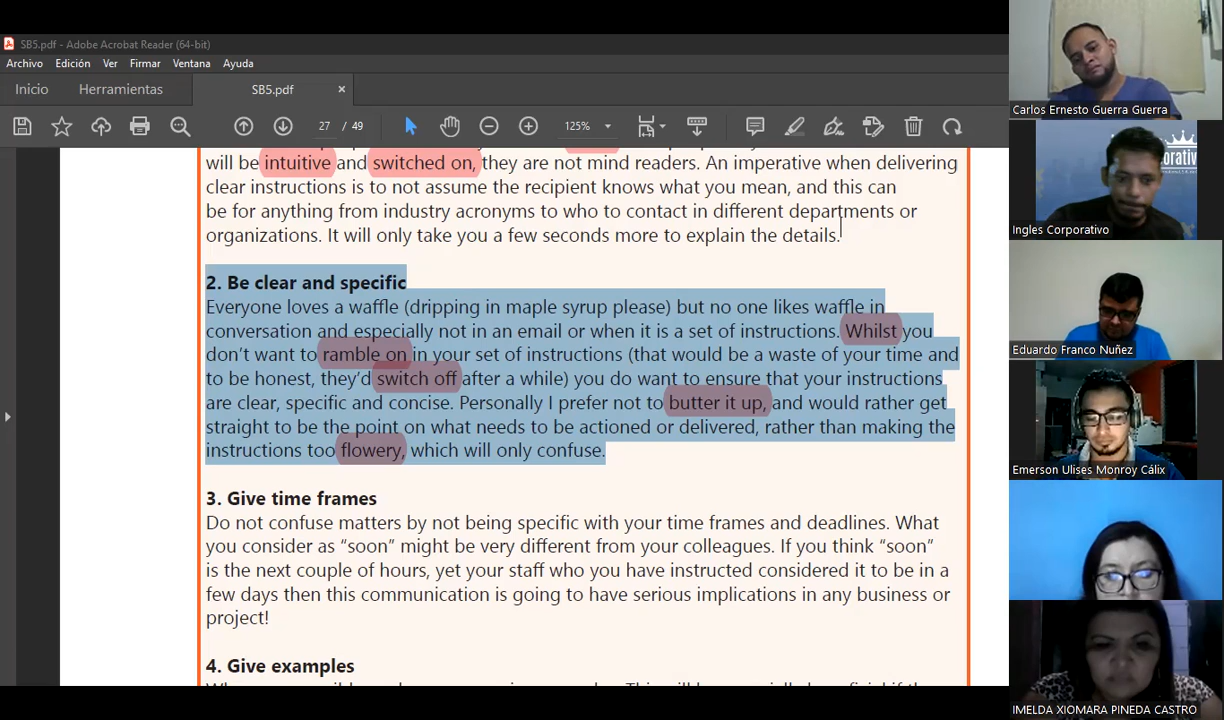 SB5.pdf - Adobe Acrobat Reader (64-bit)
Archivo Edición Ver Firmar Ventana Ayuda
Inicio Herramientas SB5.pdf ×
27 / 49 125%
will be intuitive and switched on, they are not mind readers. An imperative when delivering
clear instructions is to not assume the recipient knows what you mean, and this can
be for anything from industry acronyms to who to contact in different departments or
organizations. It will only take you a few seconds more to explain the details.
2. Be clear and specific
Everyone loves a waffle (dripping in maple syrup please) but no one likes waffle in
conversation and especially not in an email or when it is a set of instructions. Whilst you
don't want to ramble on in your set of instructions (that would be a waste of your time and
to be honest, they'd switch off after a while) you do want to ensure that your instructions
are clear, specific and concise. Personally I prefer not to butter it up, and would rather get
straight to be the point on what needs to be actioned or delivered, rather than making the
instructions too flowery, which will only confuse.
3. Give time frames
Do not confuse matters by not being specific with your time frames and deadlines. What
you consider as “soon” might be very different from your colleagues. If you think “soon”
is the next couple of hours, yet your staff who you have instructed considered it to be in a
few days then this communication is going to have serious implications in any business or
project!
4. Give examples
Carlos Ernesto Guerra Guerra
orativo
Ingles Corporativo
Eduardo Franco Nuñez
Emerson Ulises Monroy Cálix
IMELDA XIOMARA PINEDA CASTRO